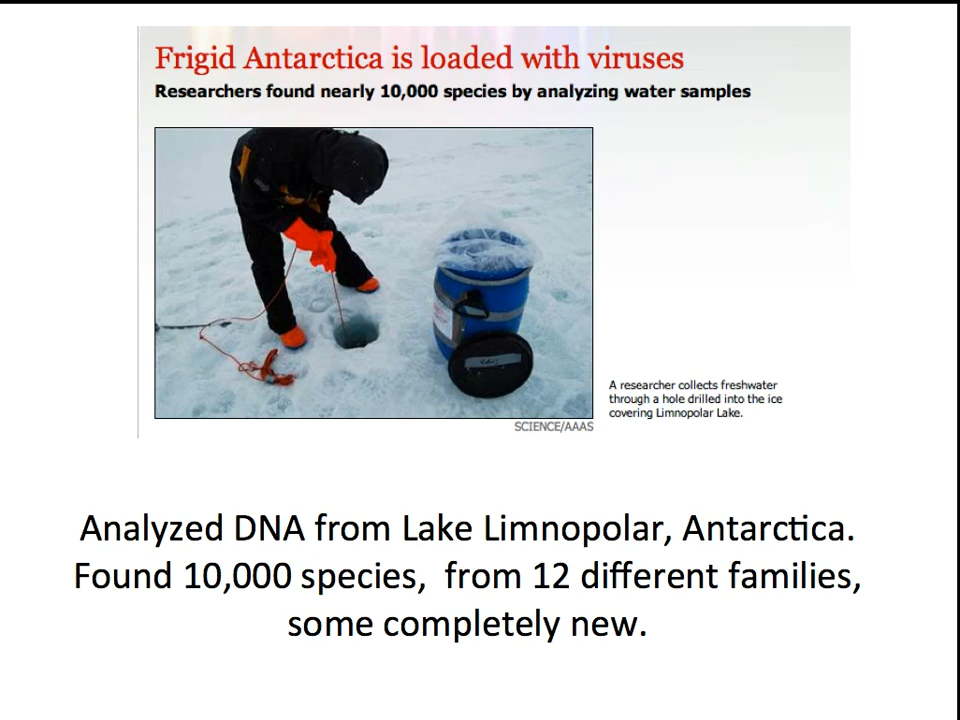 Frigid Antarctica is loaded with viruses
Researchers found nearly 10,000 species by analyzing water samples
A researcher collects freshwater
through a hole drilled into the ice
covering Limnopolar Lake.
SCIENCE/AAAS
Analyzed DNA from Lake Limnopolar, Antarctica.
Found 10,000 species,  from 12 different families,
some completely new.